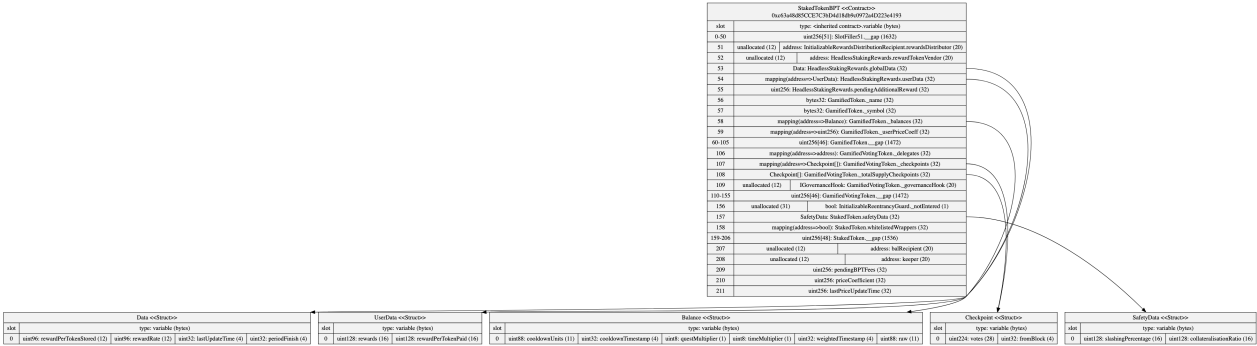 StakedTokenBPT <<Contract>>
0xc63a48d85CCE7C3bD4d18db9c0972a4D223e4193
slot type: <inherited contract>.variable (bytes)
0-50 uint256[51]: SlotFiller51.__gap (1632)
51 unallocated (12) address: InitializableRewardsDistributionRecipient.rewardsDistributor (20)
52 unallocated (12) address: HeadlessStakingRewards.rewardTokenVendor (20)
53 Data: HeadlessStakingRewards.globalData (32)
54 mapping(address=>UserData): HeadlessStakingRewards.userData (32)
55 uint256: HeadlessStakingRewards.pendingAdditionalReward (32)
56 bytes32: GamifiedToken._name (32)
57 bytes32: GamifiedToken._symbol (32)
58 mapping(address=>Balance): GamifiedToken._balances (32)
59 mapping(address=>uint256): GamifiedToken._userPriceCoeff (32)
60-105 uint256[46]: GamifiedToken.__gap (1472)
106 mapping(address=>address): GamifiedVotingToken._delegates (32)
107 mapping(address=>Checkpoint[]): GamifiedVotingToken._checkpoints (32)
108 Checkpoint[]: GamifiedVotingToken._totalSupplyCheckpoints (32)
109 unallocated (12) IGovernanceHook: GamifiedVotingToken._governanceHook (20)
110-155 uint256[46]: GamifiedVotingToken.__gap (1472)
156 unallocated (31) bool: InitializableReentrancyGuard._notEntered (1)
157 SafetyData: StakedToken.safetyData (32)
158 mapping(address=>bool): StakedToken.whitelistedWrappers (32)
159-206 uint256[48]: StakedToken.__gap (1536)
207 unallocated (12) address: balRecipient (20)
208 unallocated (12) address: keeper (20)
209 uint256: pendingBPTFees (32)
210 uint256: priceCoefficient (32)
211 uint256: lastPriceUpdateTime (32)
Data <<Struct>>
slot type: variable (bytes)
0 uint96: rewardPerTokenStored (12) uint96: rewardRate (12) uint32: lastUpdateTime (4) uint32: periodFinish (4)
UserData <<Struct>>
slot type: variable (bytes)
0 uint128: rewards (16) uint128: rewardPerTokenPaid (16)
Balance <<Struct>>
slot type: variable (bytes)
0 uint88: cooldownUnits (11) uint32: cooldownTimestamp (4) uint8: questMultiplier (1) uint8: timeMultiplier (1) uint32: weightedTimestamp (4) uint88: raw (11)
Checkpoint <<Struct>>
slot type: variable (bytes)
0 uint224: votes (28) uint32: fromBlock (4)
SafetyData <<Struct>>
slot type: variable (bytes)
0 uint128: slashingPercentage (16) uint128: collateralisationRatio (16)